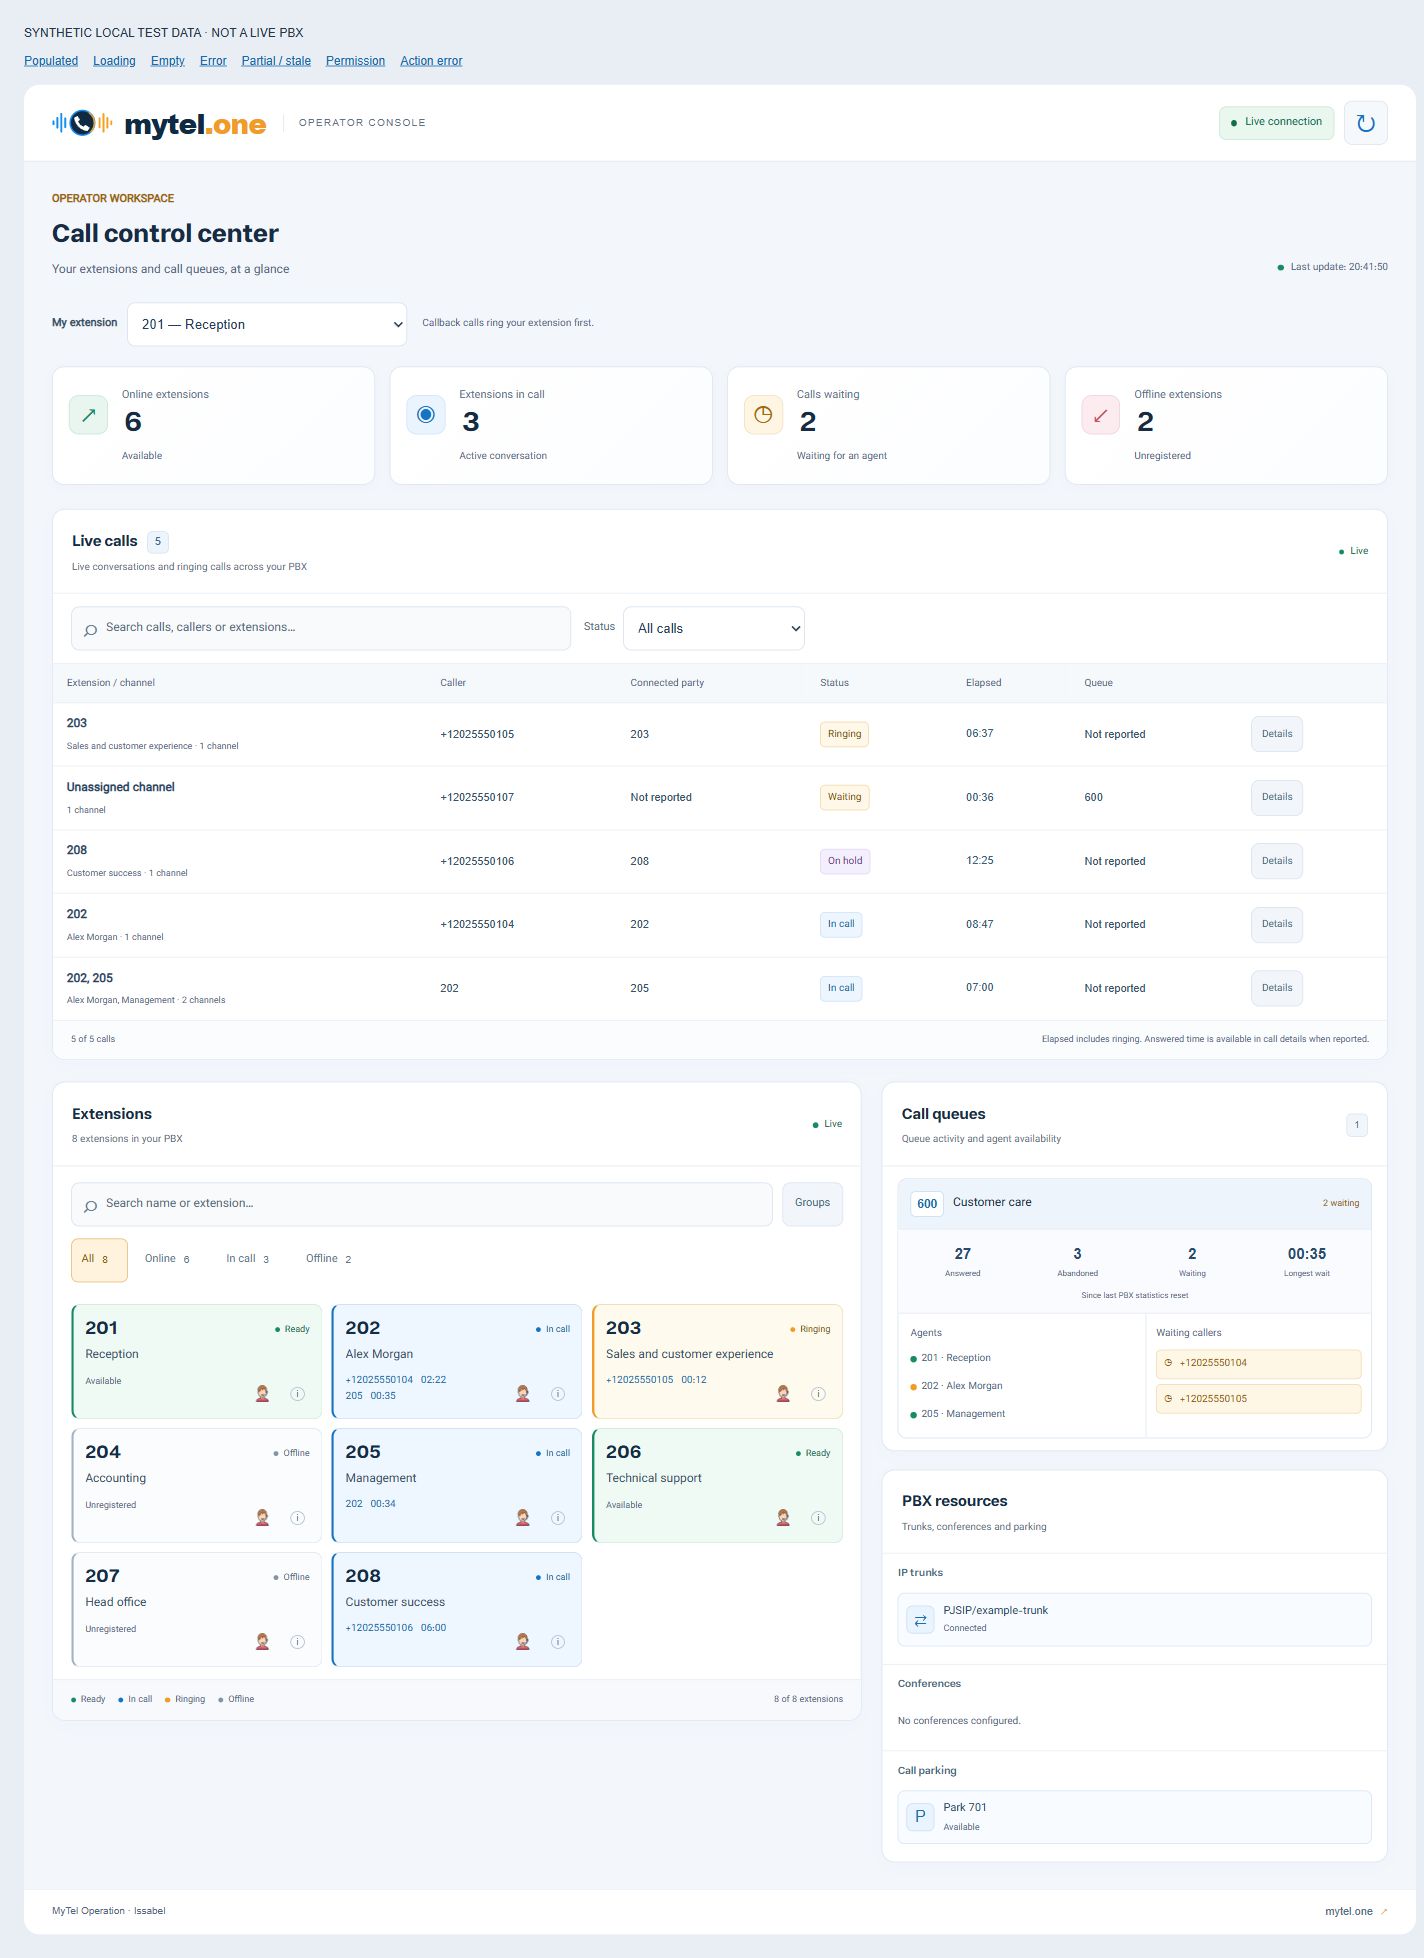 SYNTHETIC LOCAL TEST DATA · NOT A LIVE PBX
Populated Loading Empty Error Partial / stale Permission Action error
mytel.one OPERATOR CONSOLE
Live connection
OPERATOR WORKSPACE
Call control center
Your extensions and call queues, at a glance
Last update: 20:41:50
My extension 201 — Reception Callback calls ring your extension first.
Online extensions
6
Available
Extensions in call
3
Active conversation
Calls waiting
2
Waiting for an agent
Offline extensions
2
Unregistered
Live calls 5
Live conversations and ringing calls across your PBX
Live
Search calls, callers or extensions... Status All calls
Extension / channel Caller Connected party Status Elapsed Queue
203
Sales and customer experience · 1 channel
+12025550105 203 Ringing 06:37 Not reported Details
Unassigned channel
1 channel
+12025550107 Not reported Waiting 00:36 600 Details
208
Customer success · 1 channel
+12025550106 208 On hold 12:25 Not reported Details
202
Alex Morgan · 1 channel
+12025550104 202 In call 08:47 Not reported Details
202, 205
Alex Morgan, Management · 2 channels
202 205 In call 07:00 Not reported Details
5 of 5 calls Elapsed includes ringing. Answered time is available in call details when reported.
Extensions
8 extensions in your PBX
Live
Search name or extension... Groups
All 8 Online 6 In call 3 Offline 2
201 Ready
Reception
Available
202 In call
Alex Morgan
+12025550104 02:22
205 00:35
203 Ringing
Sales and customer experience
+12025550105 00:12
204 Offline
Accounting
Unregistered
205 In call
Management
202 00:34
206 Ready
Technical support
Available
207 Offline
Head office
Unregistered
208 In call
Customer success
+12025550106 06:00
Ready In call Ringing Offline 8 of 8 extensions
Call queues
Queue activity and agent availability
1
600 Customer care 2 waiting
27 3 2 00:35
Answered Abandoned Waiting Longest wait
Since last PBX statistics reset
Agents
201 · Reception
202 · Alex Morgan
205 · Management
Waiting callers
+12025550104
+12025550105
PBX resources
Trunks, conferences and parking
IP trunks
PJSIP/example-trunk
Connected
Conferences
No conferences configured.
Call parking
P Park 701
Available
MyTel Operation · Issabel mytel.one